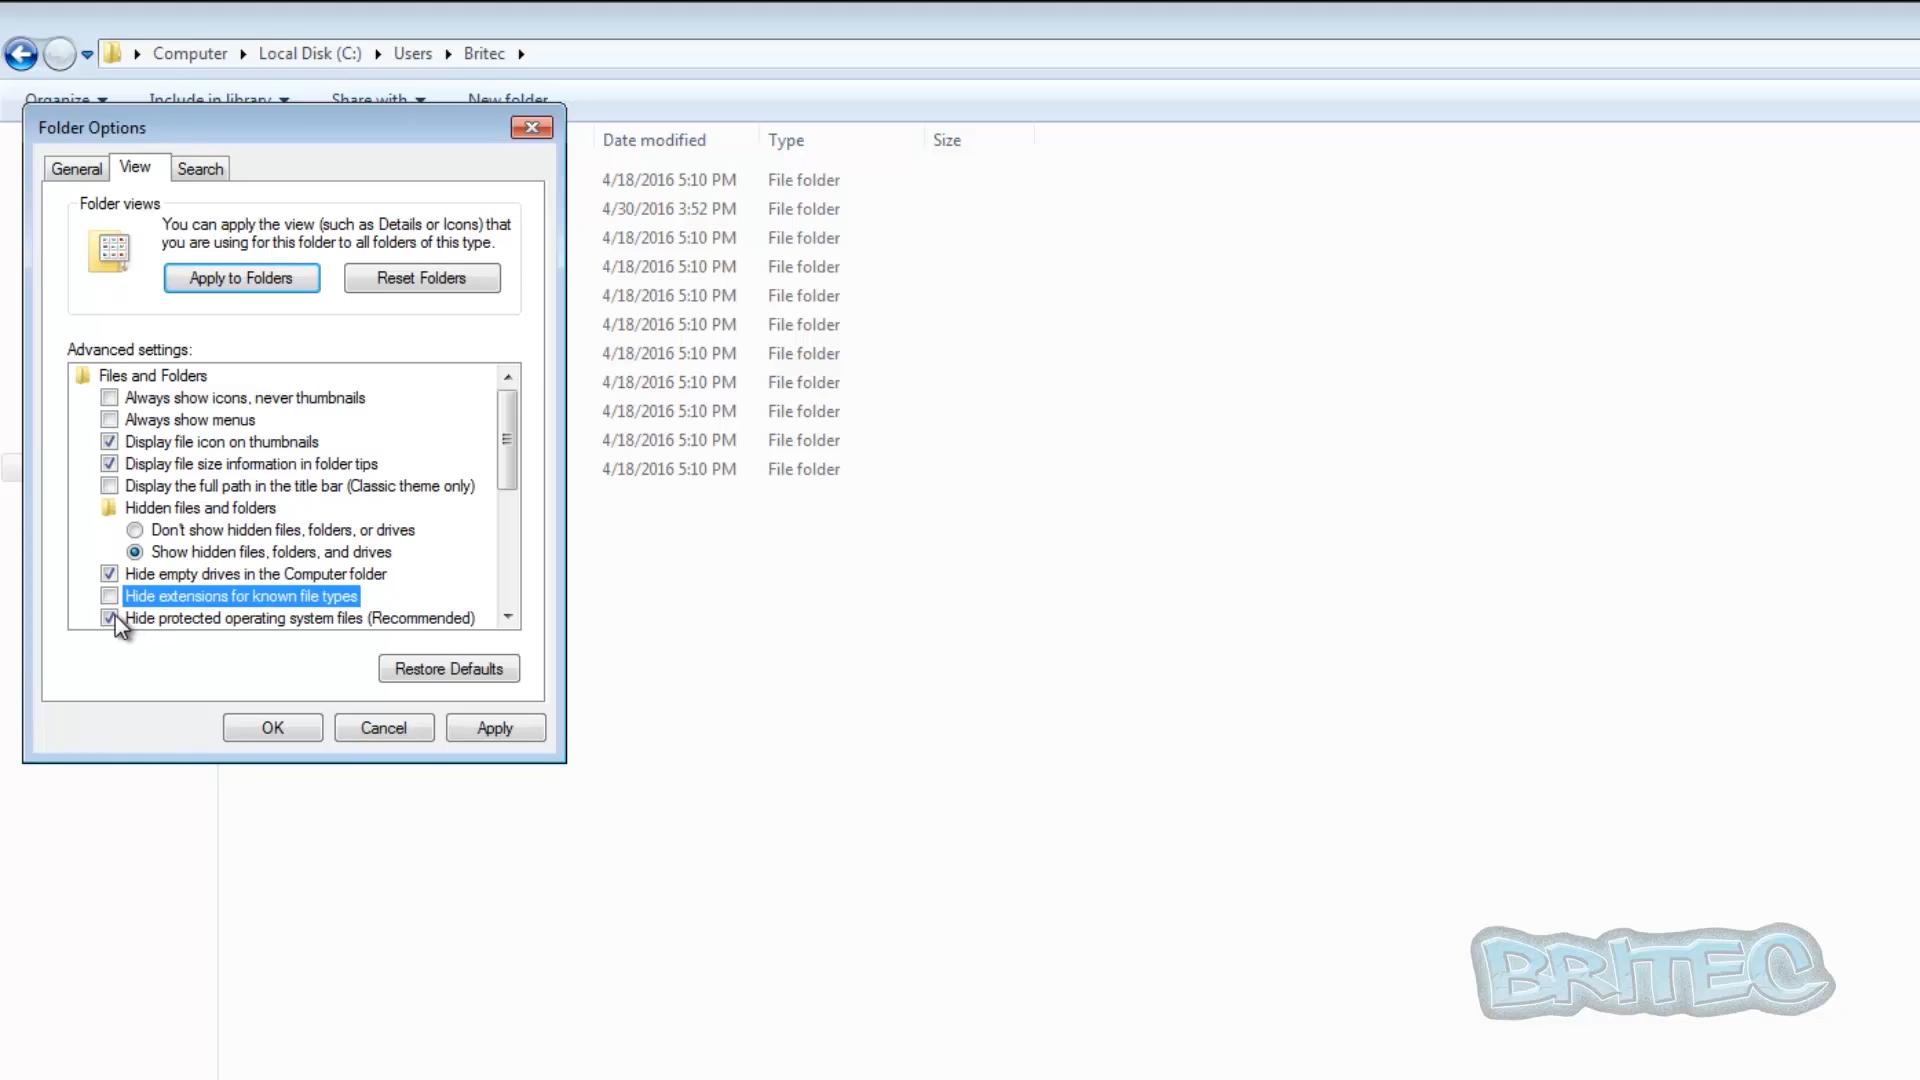 Computer Local Disk (C:) Users Britec
Organize Include in library Share with New folder
Folder Options
General View Search
Folder views
You can apply the view (such as Details or Icons) that
you are using for this folder to all folders of this type.
Apply to Folders Reset Folders
Advanced settings:
Files and Folders
Always show icons, never thumbnails
Always show menus
Display file icon on thumbnails
Display file size information in folder tips
Display the full path in the title bar (Classic theme only)
Hidden files and folders
Don't show hidden files, folders, or drives
Show hidden files, folders, and drives
Hide empty drives in the Computer folder
Hide extensions for known file types
Hide protected operating system files (Recommended)
Restore Defaults
OK Cancel Apply
Date modified Type Size
4/18/2016 5:10 PM File folder
4/30/2016 3:52 PM File folder
4/18/2016 5:10 PM File folder
4/18/2016 5:10 PM File folder
4/18/2016 5:10 PM File folder
4/18/2016 5:10 PM File folder
4/18/2016 5:10 PM File folder
4/18/2016 5:10 PM File folder
4/18/2016 5:10 PM File folder
4/18/2016 5:10 PM File folder
4/18/2016 5:10 PM File folder
BRITEC